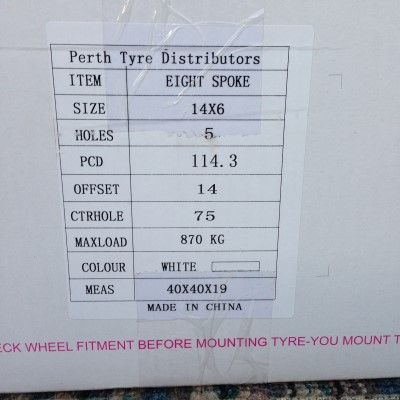 Perth Tyre Distributors
ITEM EIGHT SPOKE
SIZE 14X6
HOLES 5
PCD 114.3
OFFSET 14
CTRHOLE 75
MAXLOAD 870 KG
COLOUR WHITE
MEAS 40X40X19
MADE IN CHINA
ECK WHEEL FITMENT BEFORE MOUNTING TYRE-YOU MOUNT T